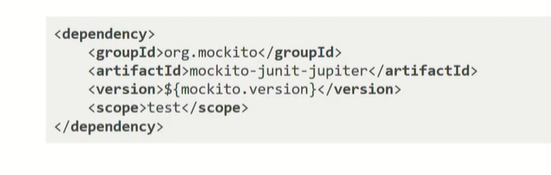 <dependency>
    <groupId>org.mockito</groupId>
    <artifactId>mockito-junit-jupiter</artifactId>
    <version>${mockito.version}</version>
    <scope>test</scope>
</dependency>